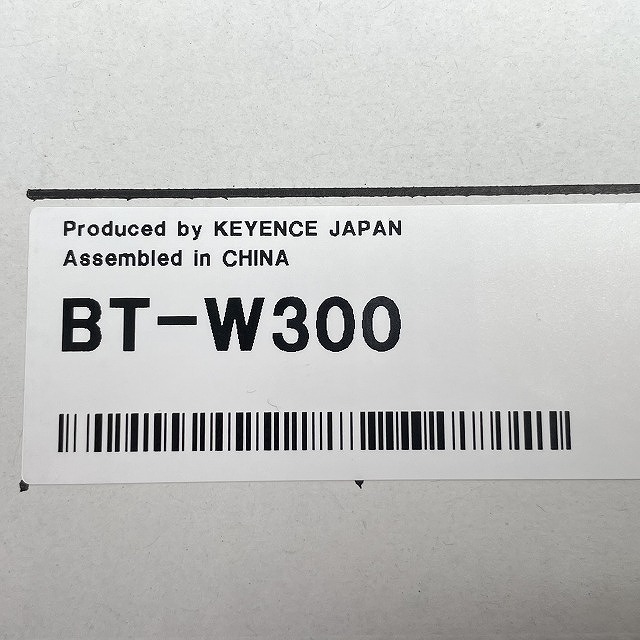 Produced by KEYENCE JAPAN
Assembled in CHINA
BT-W300